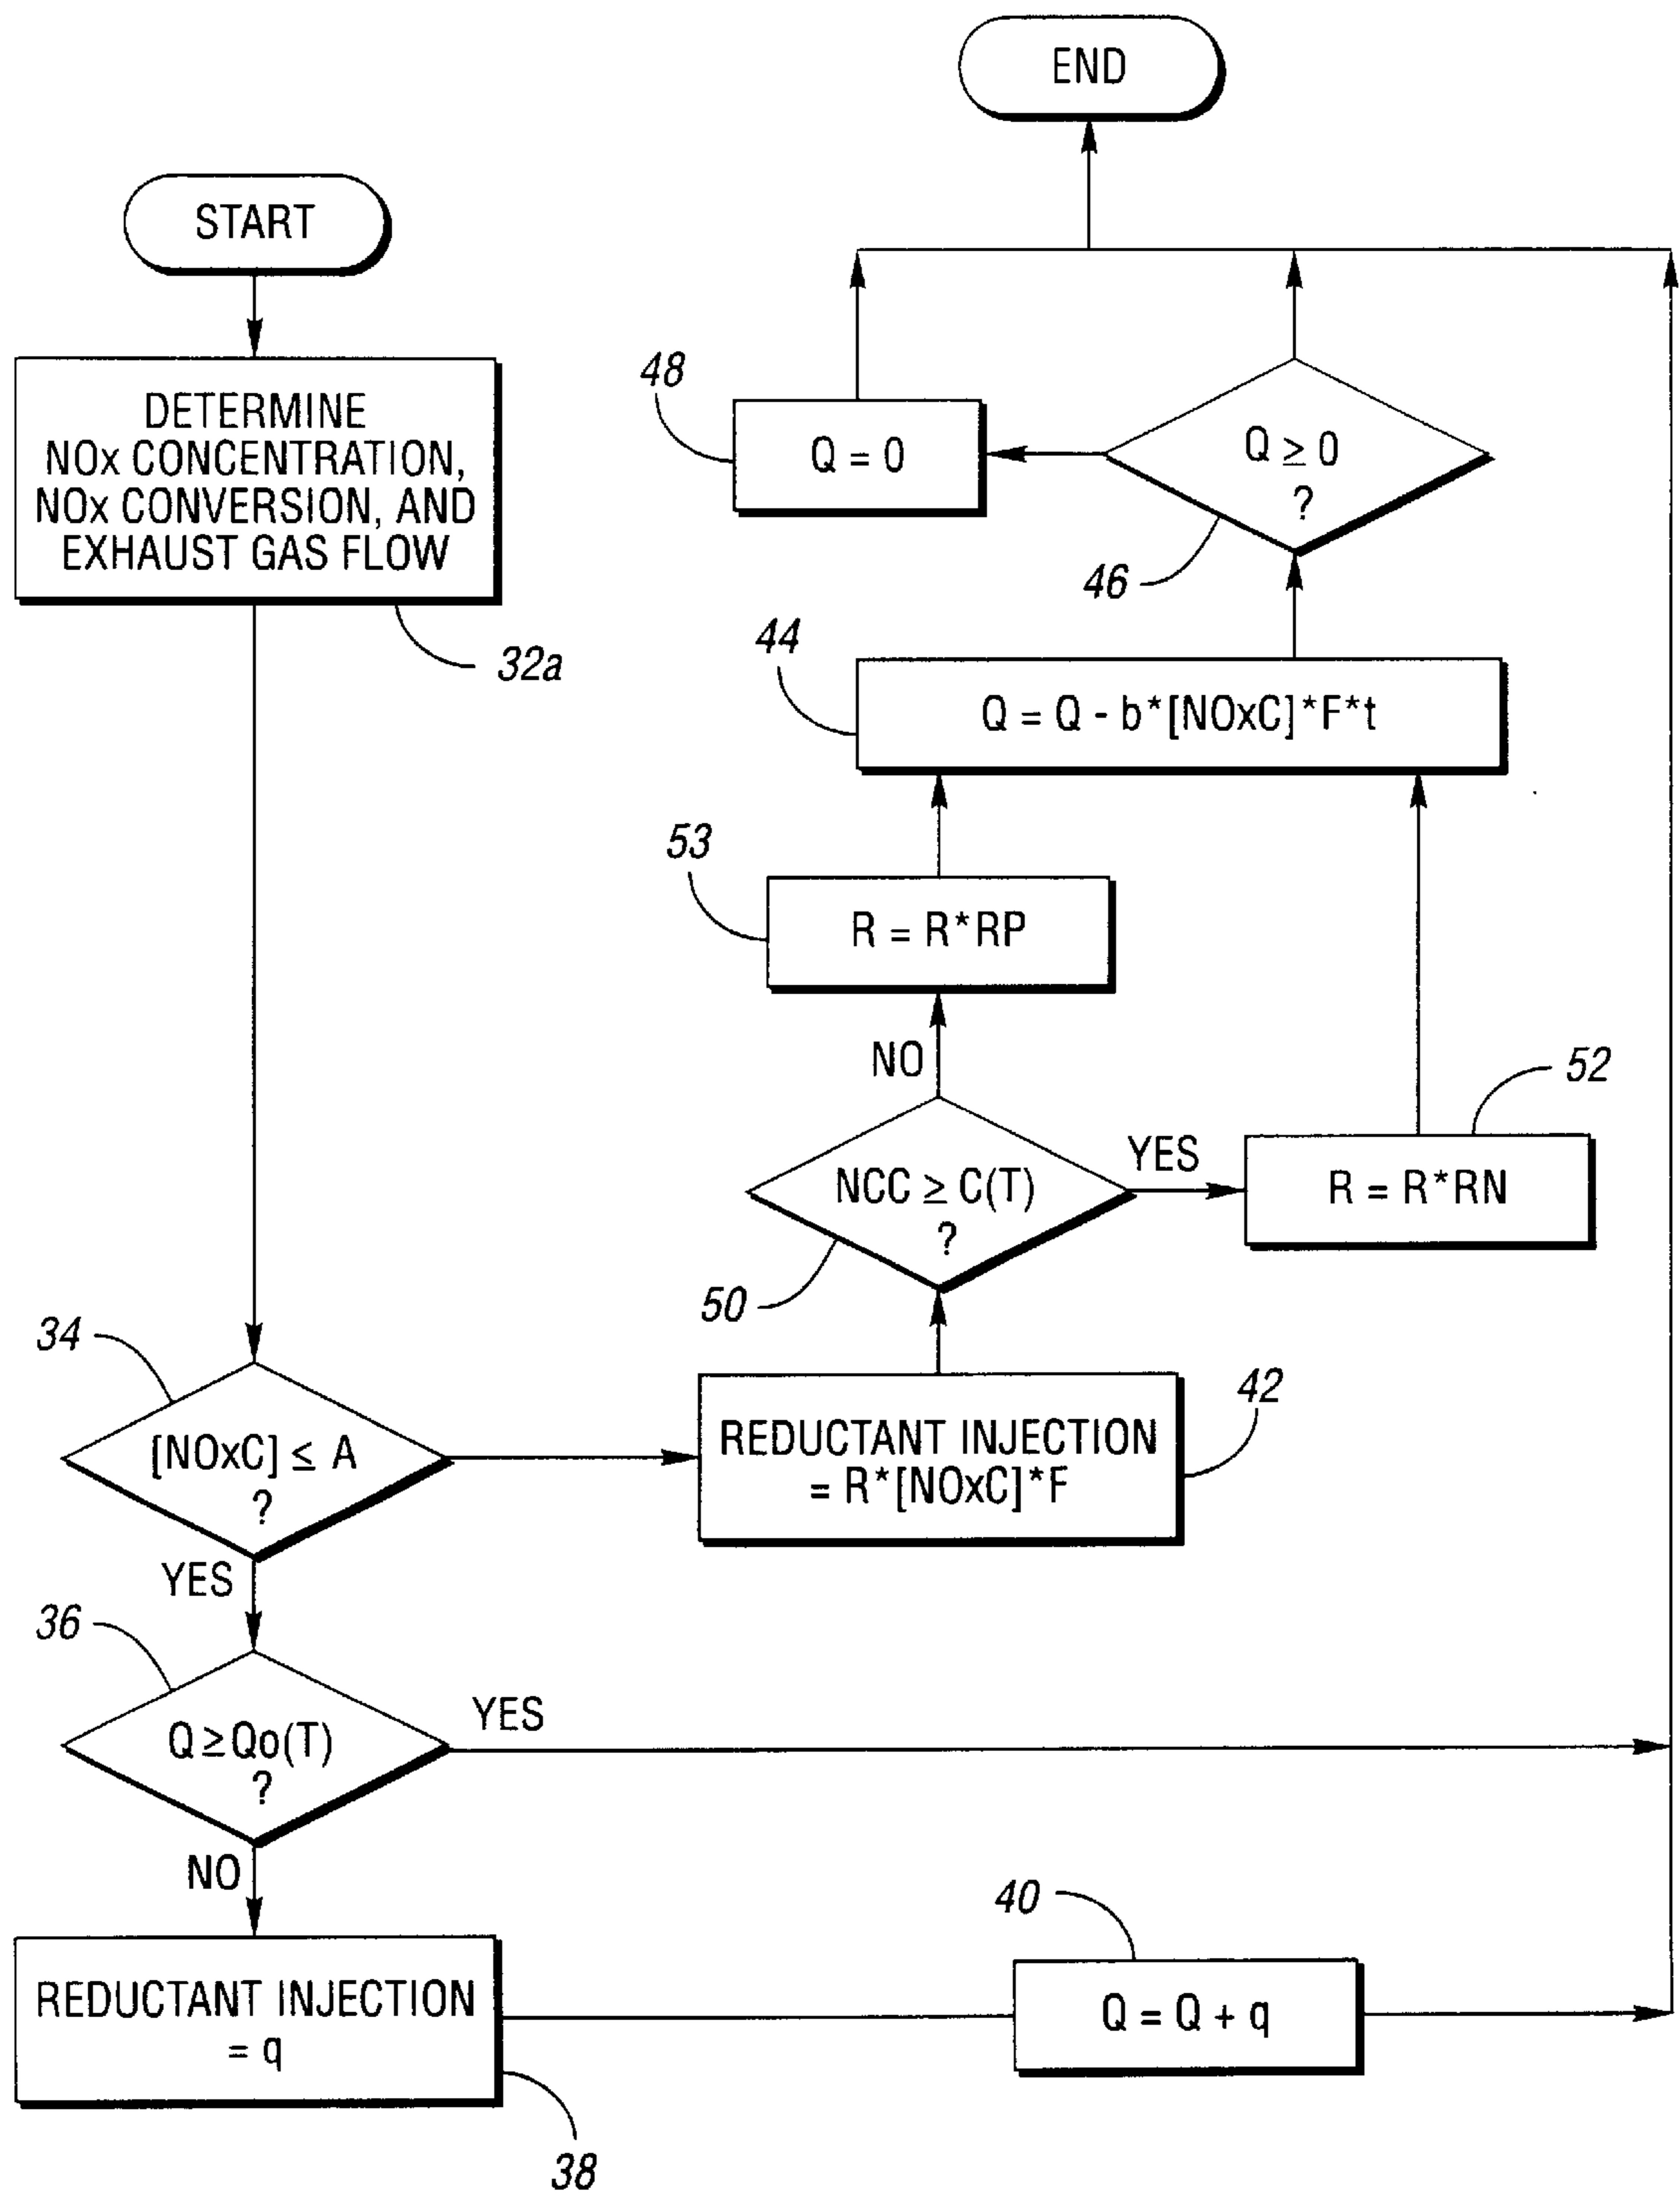 START
DETERMINE
NOx CONCENTRATION,
NOx CONVERSION, AND
EXHAUST GAS FLOW
32a
34
[NOxC] ≤ A
?
YES
36
Q ≥ Qo(T)
?
YES
NO
REDUCTANT INJECTION
= q
38
40
Q = Q + q
REDUCTANT INJECTION
= R*[NOxC]*F
42
NCC ≥ C(T)
?
50
YES
NO
R = R*RN
52
R = R*RP
53
Q = Q - b*[NOxC]*F*t
44
Q ≥ 0
?
46
Q = 0
48
END